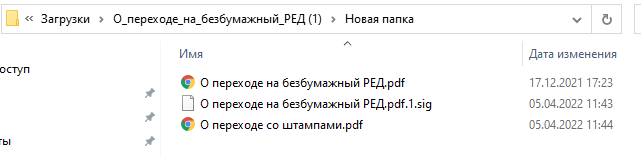 « Загрузки > О_переходе_на_безбумажный_РЕД (1) > Новая папка
Имя Дата изменения
оступ
О переходе на безбумажный РЕД.pdf 17.12.2021 17:23
О переходе на безбумажный РЕД.pdf.1.sig 05.04.2022 11:43
О переходе со штампами.pdf 05.04.2022 11:44
ты